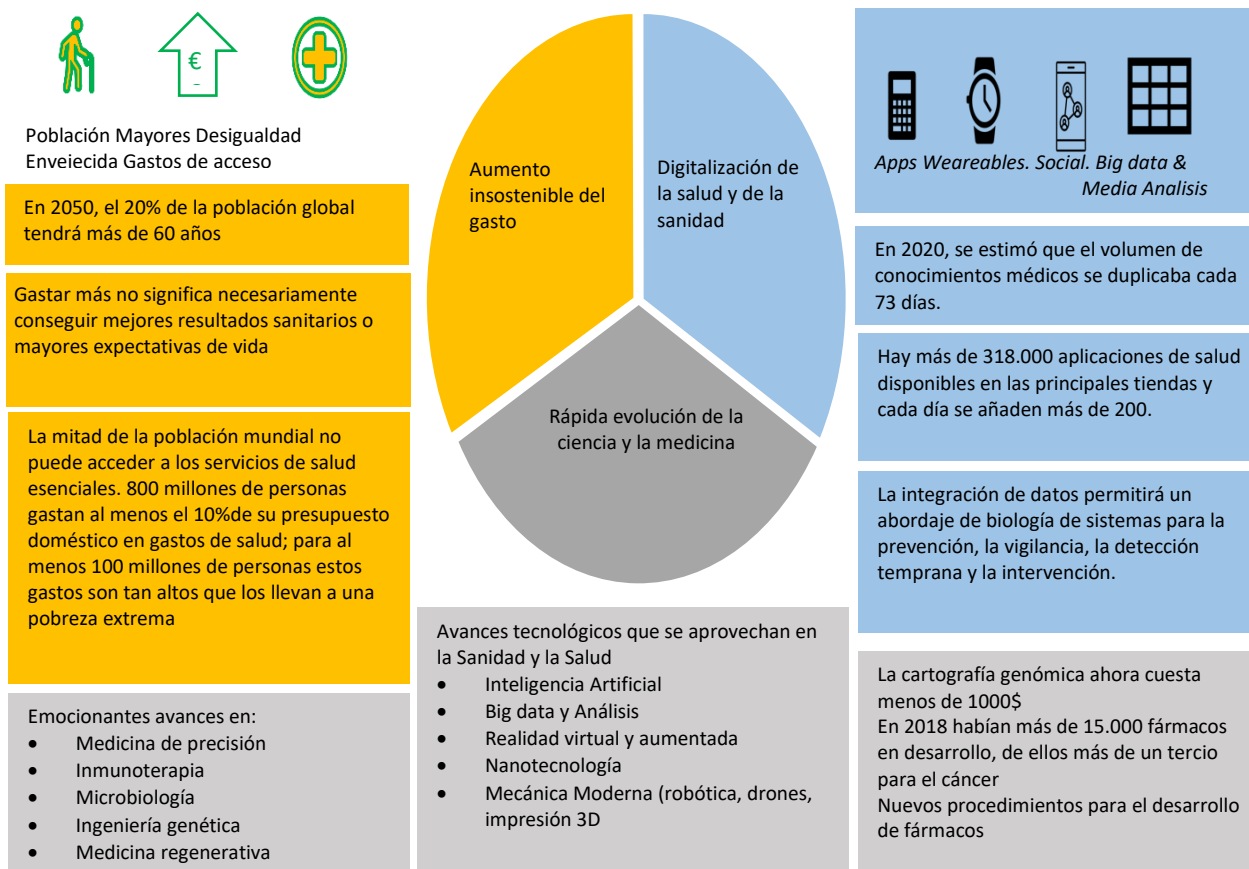 €
-
Población Mayores Desigualdad
Enveiecida Gastos de acceso
En 2050, el 20% de la población global
tendrá más de 60 años
Gastar más no significa necesariamente
conseguir mejores resultados sanitarios o
mayores expectativas de vida
La mitad de la población mundial no
puede acceder a los servicios de salud
esenciales. 800 millones de personas
gastan al menos el 10%de su presupuesto
doméstico en gastos de salud; para al
menos 100 millones de personas estos
gastos son tan altos que los llevan a una
pobreza extrema
Emocionantes avances en:
• Medicina de precisión
• Inmunoterapia
• Microbiología
• Ingeniería genética
• Medicina regenerativa
Aumento
insostenible del
gasto
Digitalización de
la salud y de la
sanidad
Rápida evolución de la
ciencia y la medicina
Avances tecnológicos que se aprovechan en
la Sanidad y la Salud
• Inteligencia Artificial
• Big data y Análisis
• Realidad virtual y aumentada
• Nanotecnología
• Mecánica Moderna (robótica, drones,
impresión 3D
Apps Weareables. Social. Big data &
Media Analisis
En 2020, se estimó que el volumen de
conocimientos médicos se duplicaba cada
73 días.
Hay más de 318.000 aplicaciones de salud
disponibles en las principales tiendas y
cada día se añaden más de 200.
La integración de datos permitirá un
abordaje de biología de sistemas para la
prevención, la vigilancia, la detección
temprana y la intervención.
La cartografía genómica ahora cuesta
menos de 1000$
En 2018 habían más de 15.000 fármacos
en desarrollo, de ellos más de un tercio
para el cáncer
Nuevos procedimientos para el desarrollo
de fármacos